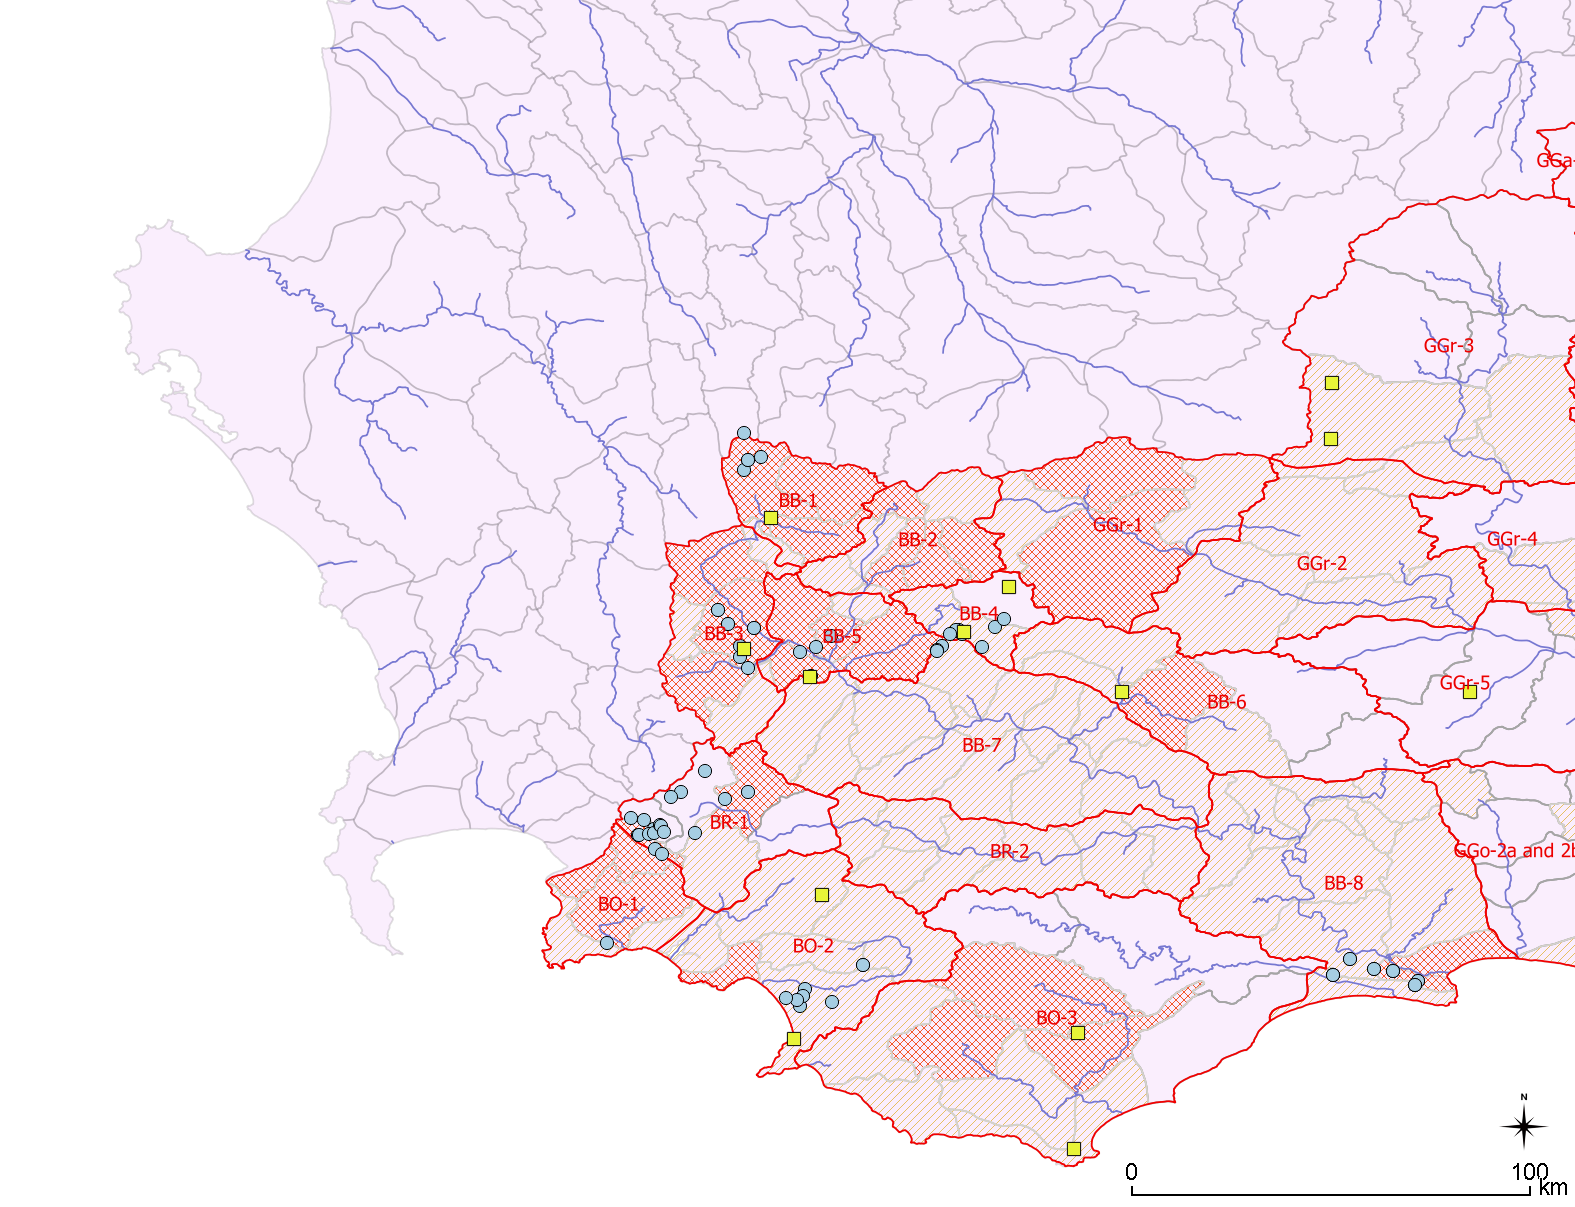 GGa-
GGr-3
BB-1
GGr-1
BB-2
GGr-4
GGr-2
BB-4
BB-3
BB-5
GGr-5
BB-6
BB-7
BR-1
BR-2
GGo-2a and 2b
BB-8
BO-1
BO-2
BO-3
N
0
100
km